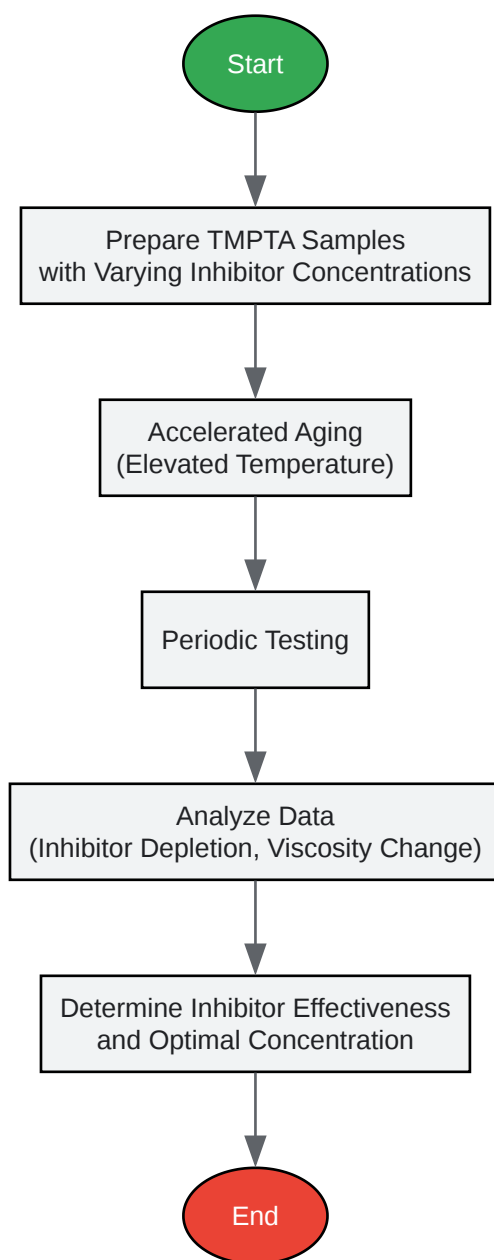 Start
Prepare TMPTA Samples
with Varying Inhibitor Concentrations
Accelerated Aging
(Elevated Temperature)
Periodic Testing
Analyze Data
(Inhibitor Depletion, Viscosity Change)
Determine Inhibitor Effectiveness
and Optimal Concentration
End